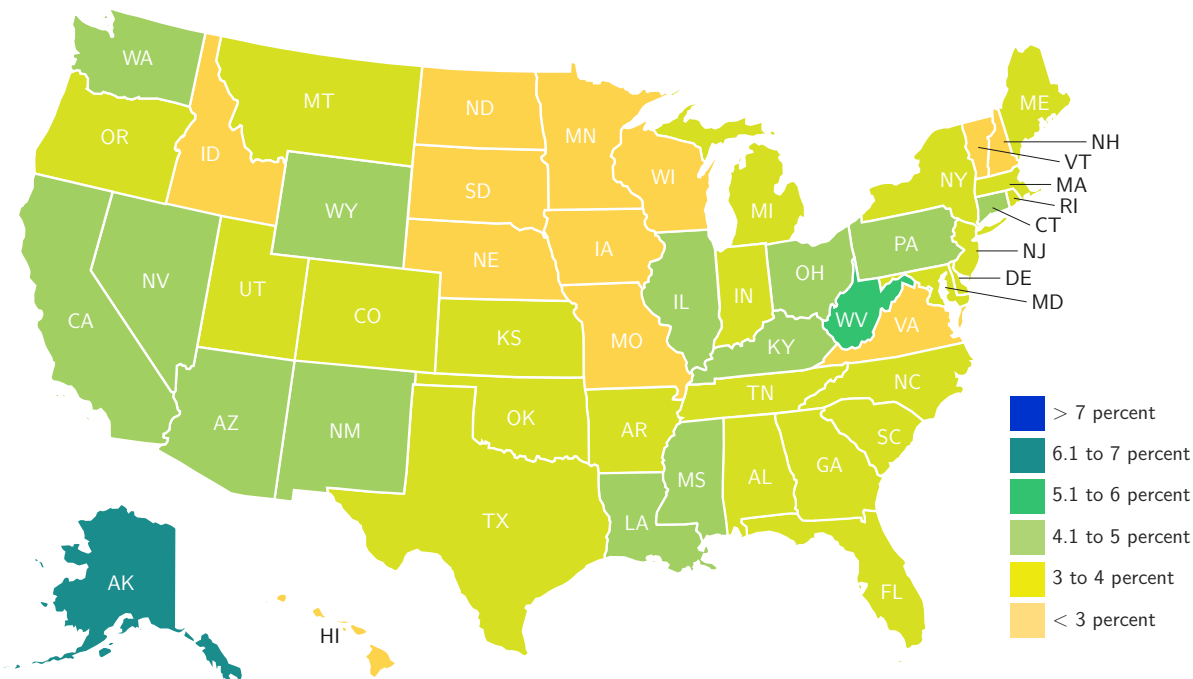 WA
MT
ND
MN
ME
OR
ID
NH
VT
WI
NY
MA
SD
RI
WY
MI
CT
PA
NJ
IA
NE
OH
DE
NV
UT
IN
MD
IL
CO
WV
CA
VA
KS
MO
KY
NC
TN
> 7 percent
OK
AZ
NM
AR
SC
6.1 to 7 percent
GA
AL
MS
5.1 to 6 percent
TX
LA
4.1 to 5 percent
3 to 4 percent
AK
FL
< 3 percent
HI